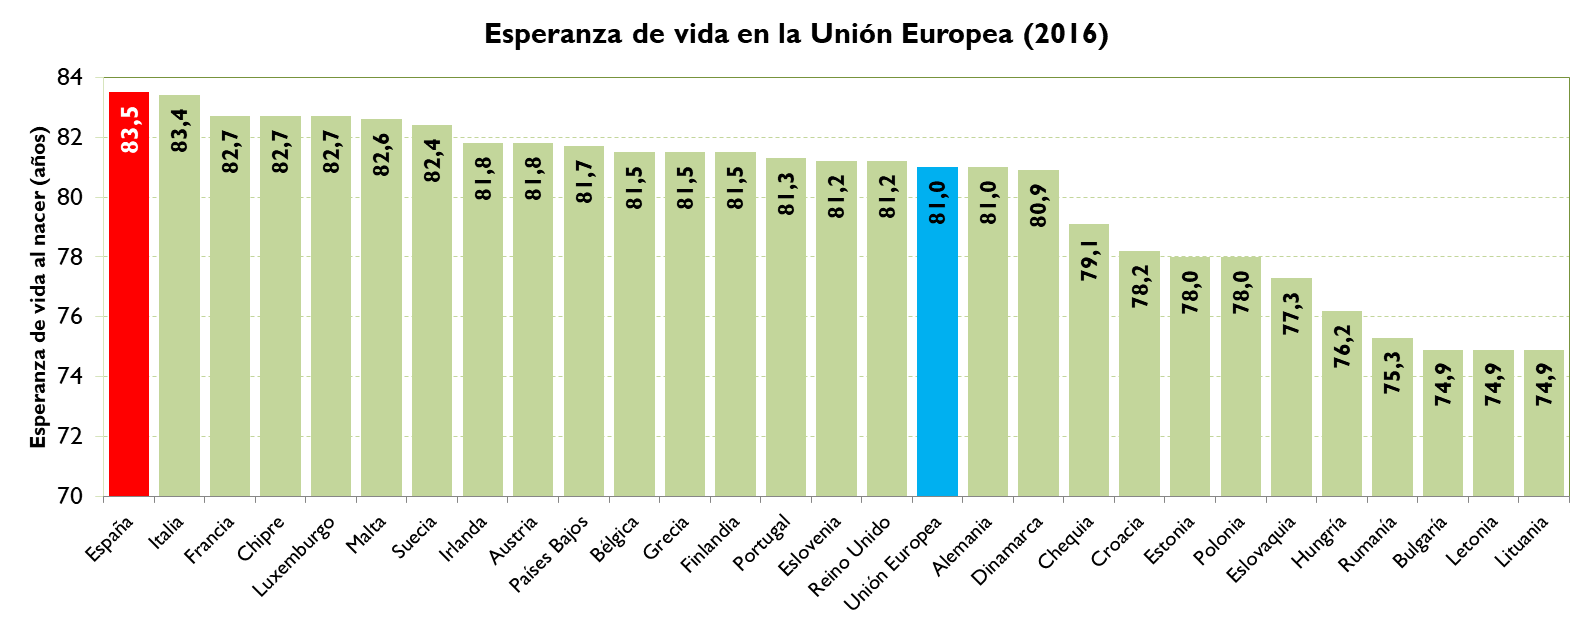 Esperanza de vida en la Unión Europea (2016)
Esperanza de vida al nacer (años)
84
82
80
78
76
74
72
70
83,5
83,4
82,7
82,7
82,7
82,6
82,4
81,8
81,8
81,7
81,5
81,5
81,5
81,3
81,2
81,2
81,0
81,0
80,9
79,1
78,2
78,0
78,0
77,3
76,2
75,3
74,9
74,9
74,9
España
Italia
Francia
Chipre
Luxemburgo
Malta
Suecia
Irlanda
Austria
Países Bajos
Bélgica
Grecia
Finlandia
Portugal
Eslovenia
Reino Unido
Unión Europea
Alemania
Dinamarca
Chequia
Croacia
Estonia
Polonia
Eslovaquia
Hungría
Rumanía
Bulgaría
Letonia
Lituania